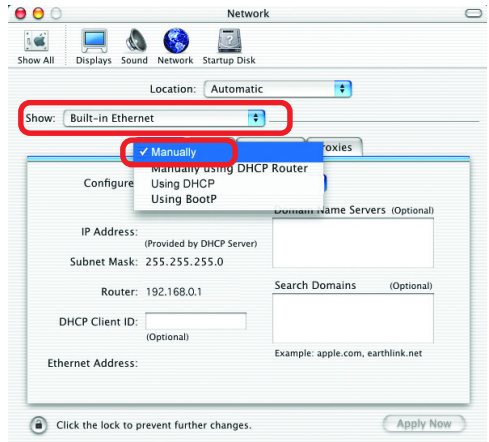 Network
Show All Displays Sound Network Startup Disk
Location: Automatic
Show: Built-in Ethernet
✓ Manually
Manually using DHCP Router
Using DHCP
Using BootP
Proxies
Configure
Domain Name Servers (Optional)
IP Address:
(Provided by DHCP Server)
Subnet Mask: 255.255.255.0
Router: 192.168.0.1
Search Domains (Optional)
DHCP Client ID:
(Optional)
Example: apple.com, earthlink.net
Ethernet Address:
Click the lock to prevent further changes.
Apply Now